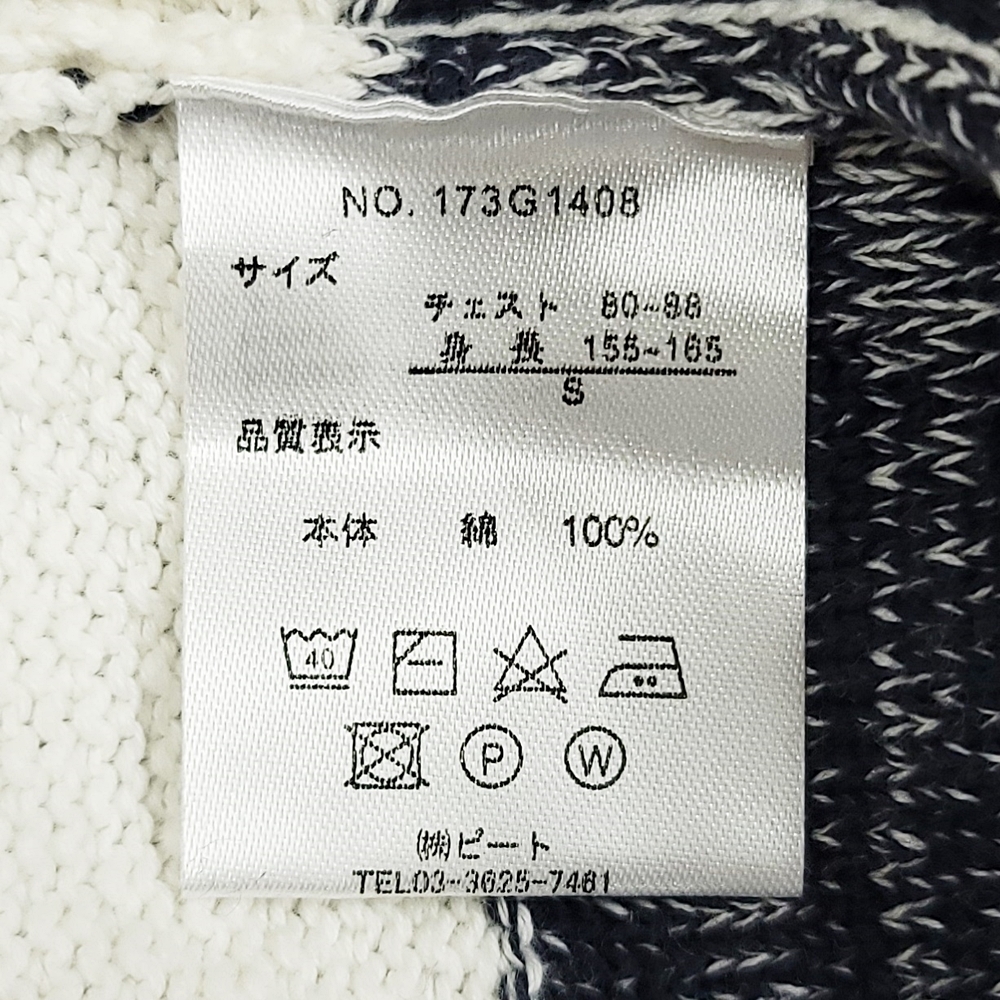 NO. 173G1408
サイズ
チェスト 80~88
身長 155~165
S
品質表示
本体 綿 100%
40
P W
㈱ピート
TEL03-3625-7461